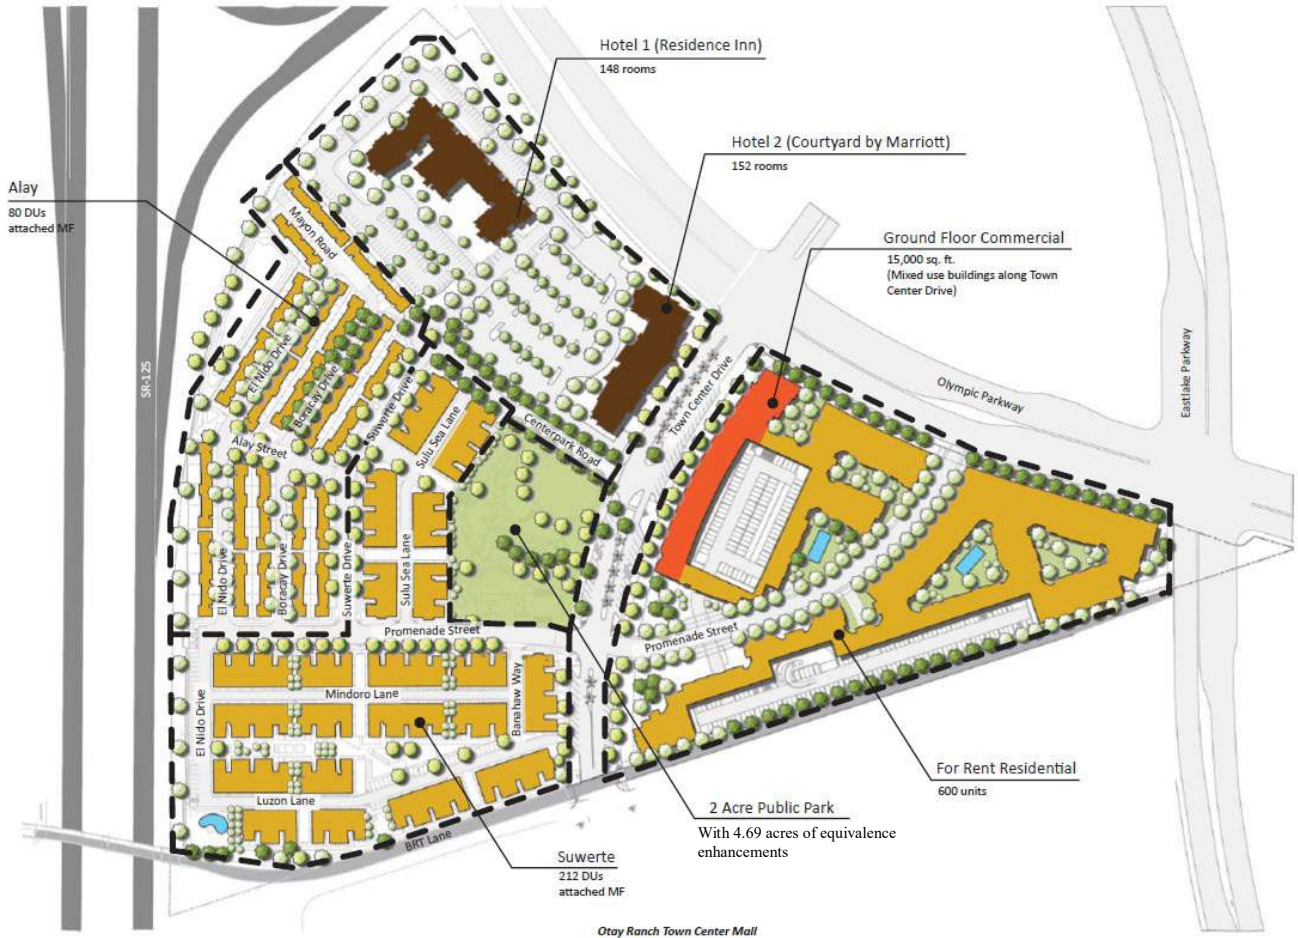 Hotel 1 (Residence Inn)
148 rooms
Hotel 2 (Courtyard by Marriott)
152 rooms
Alay
80 DUs
attached MF
Mayon Road
Ground Floor Commercial
15,000 sq. ft.
(Mixed use buildings along Town
Center Drive)
SR-125
Eastlake Parkway
Olympic Parkway
Town Center Drive
El Nido Drive
Boracay Drive
Suwerte Drive
Sulu Sea Lane
Centerpark Road
Alay Street
El Nido Drive
Boracay Drive
Suwerte Drive
Sulu Sea Lane
Promenade Street
Promenade Street
El Nido Drive
Mindoro Lane
Banahaw Way
Luzon Lane
BRT Lane
For Rent Residential
600 units
2 Acre Public Park
With 4.69 acres of equivalence
enhancements
Suwerte
212 DUs
attached MF
Otay Ranch Town Center Mall